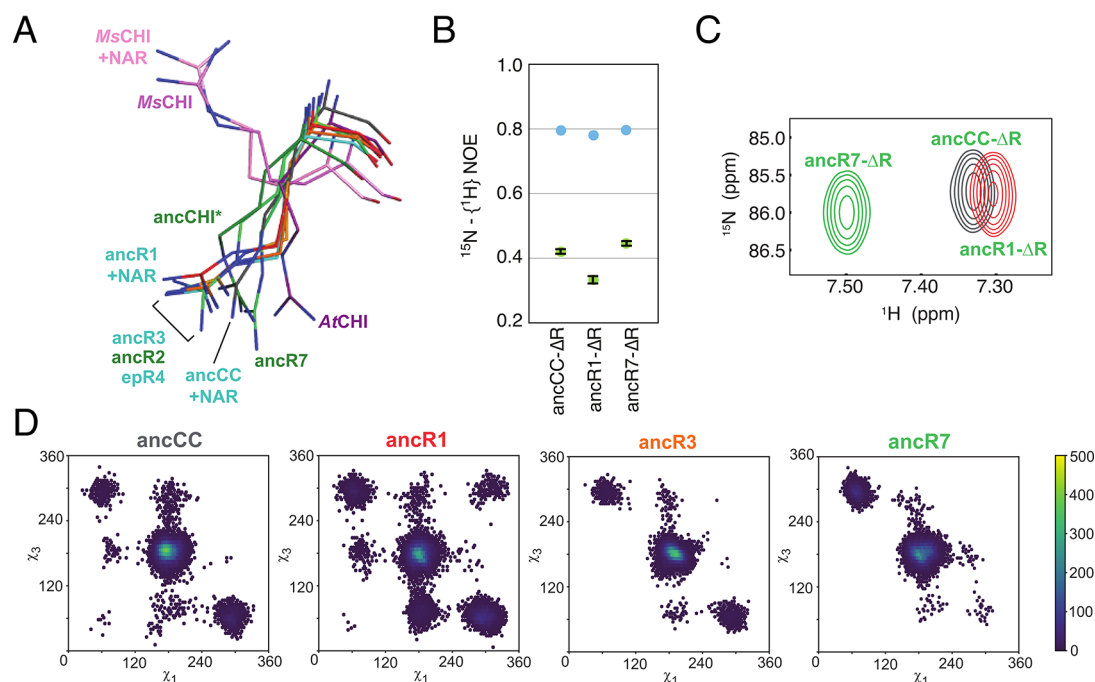 A
MsCHI
+NAR
MsCHI
ancCHI*
ancR1
+NAR
ancR3
ancR2
epR4
ancCC
+NAR
ancR7
AtCHI
B
15N - {1H} NOE
1.0
0.8
0.6
0.4
0.2
ancCC-ΔR
ancR1-ΔR
ancR7-ΔR
C
15N (ppm)
85.0
85.5
86.0
86.5
ancR7-ΔR
ancCC-ΔR
ancR1-ΔR
7.50
7.40
7.30
1H (ppm)
D
ancCC
360
240
120
χ3
0
120
240
360
χ1
ancR1
360
240
120
χ3
0
120
240
360
χ1
ancR3
360
240
120
χ3
0
120
240
360
χ1
ancR7
360
240
120
χ3
0
120
240
360
χ1
500
400
300
200
100
0